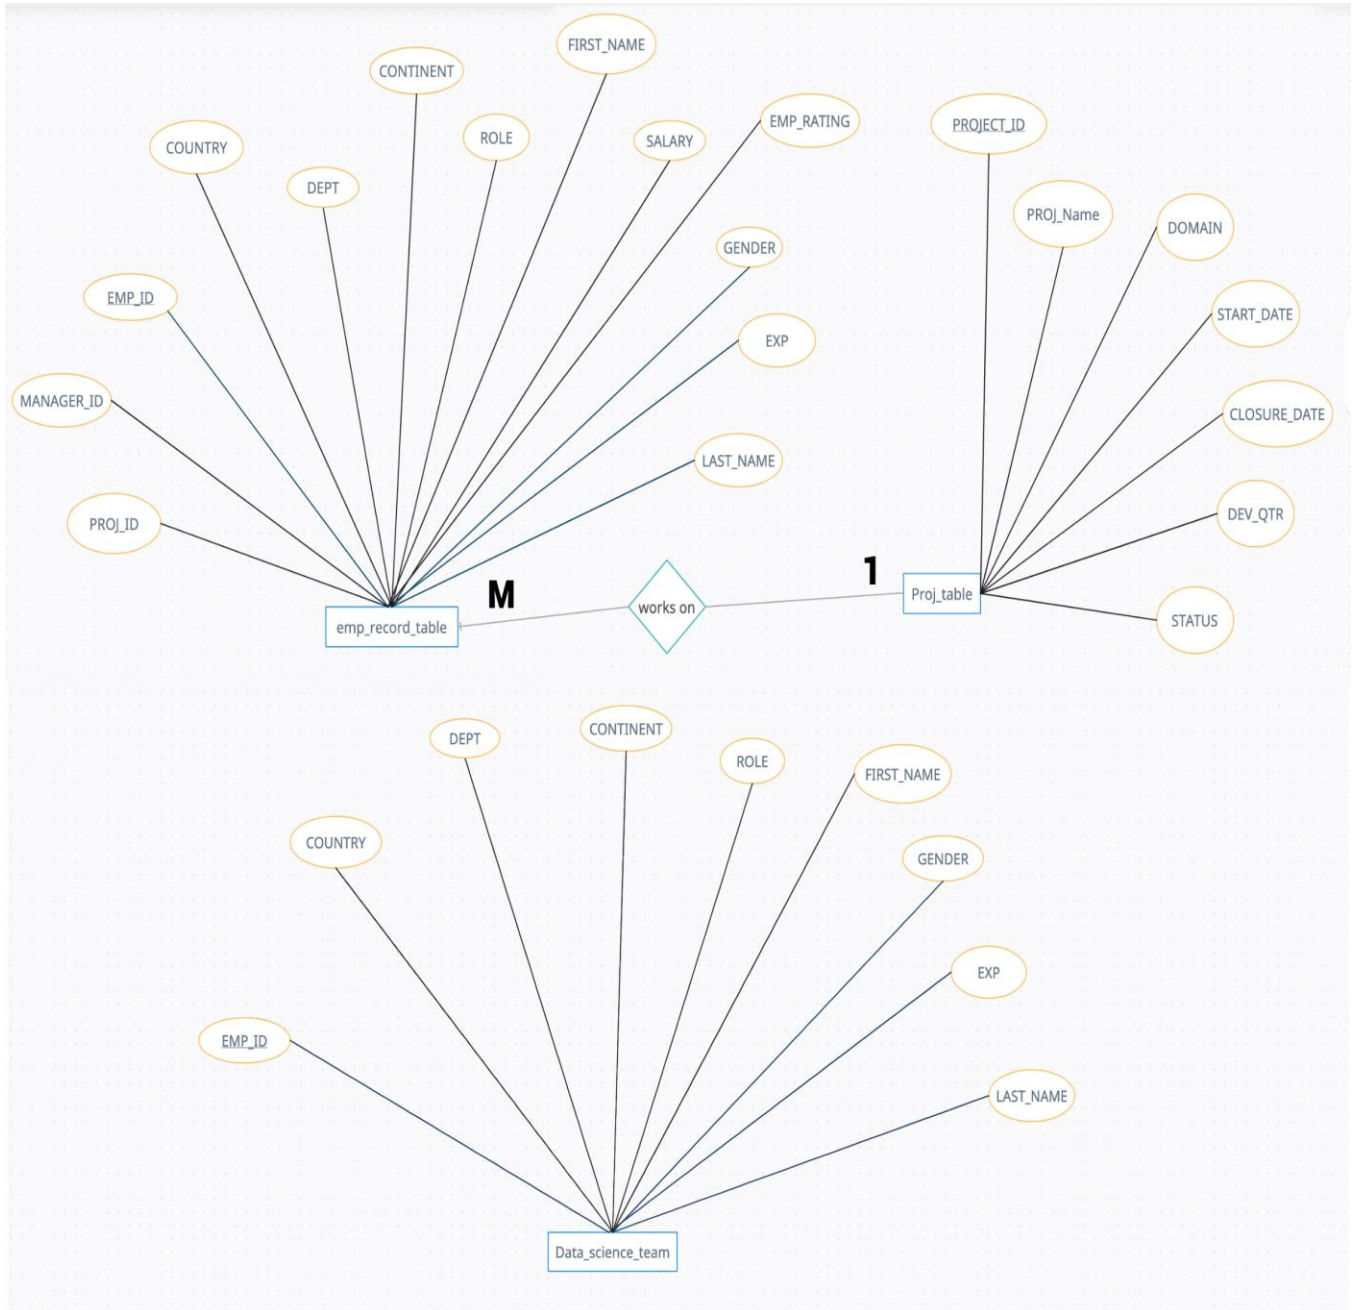 FIRST_NAME
CONTINENT
EMP_RATING
PROJECT_ID
ROLE
SALARY
COUNTRY
DEPT
PROJ_Name
DOMAIN
GENDER
EMP_ID
START_DATE
EXP
MANAGER_ID
CLOSURE_DATE
LAST_NAME
PROJ_ID
DEV_QTR
M
1
works on
Proj_table
emp_record_table
STATUS
DEPT
CONTINENT
ROLE
FIRST_NAME
COUNTRY
GENDER
EXP
EMP_ID
LAST_NAME
Data_science_team